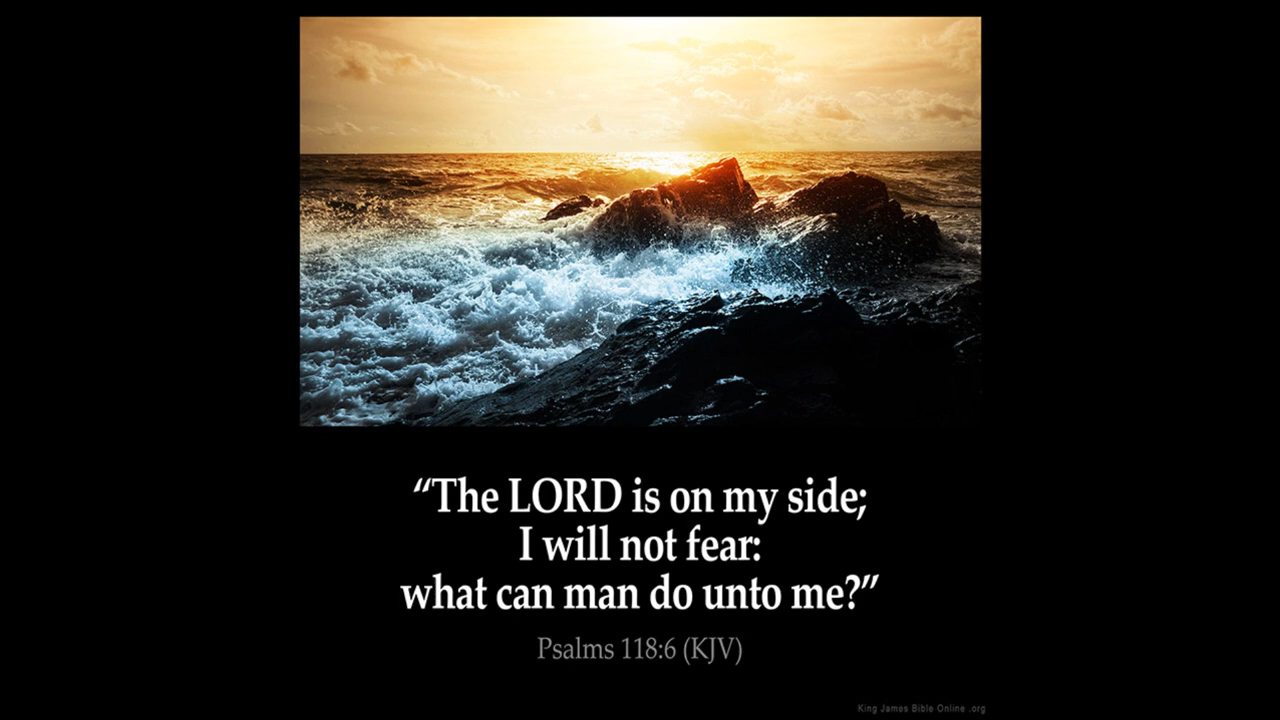 “The LORD is on my side;
I will not fear:
what can man do unto me?”
Psalms 118:6 (KJV)
King James Bible Online .org